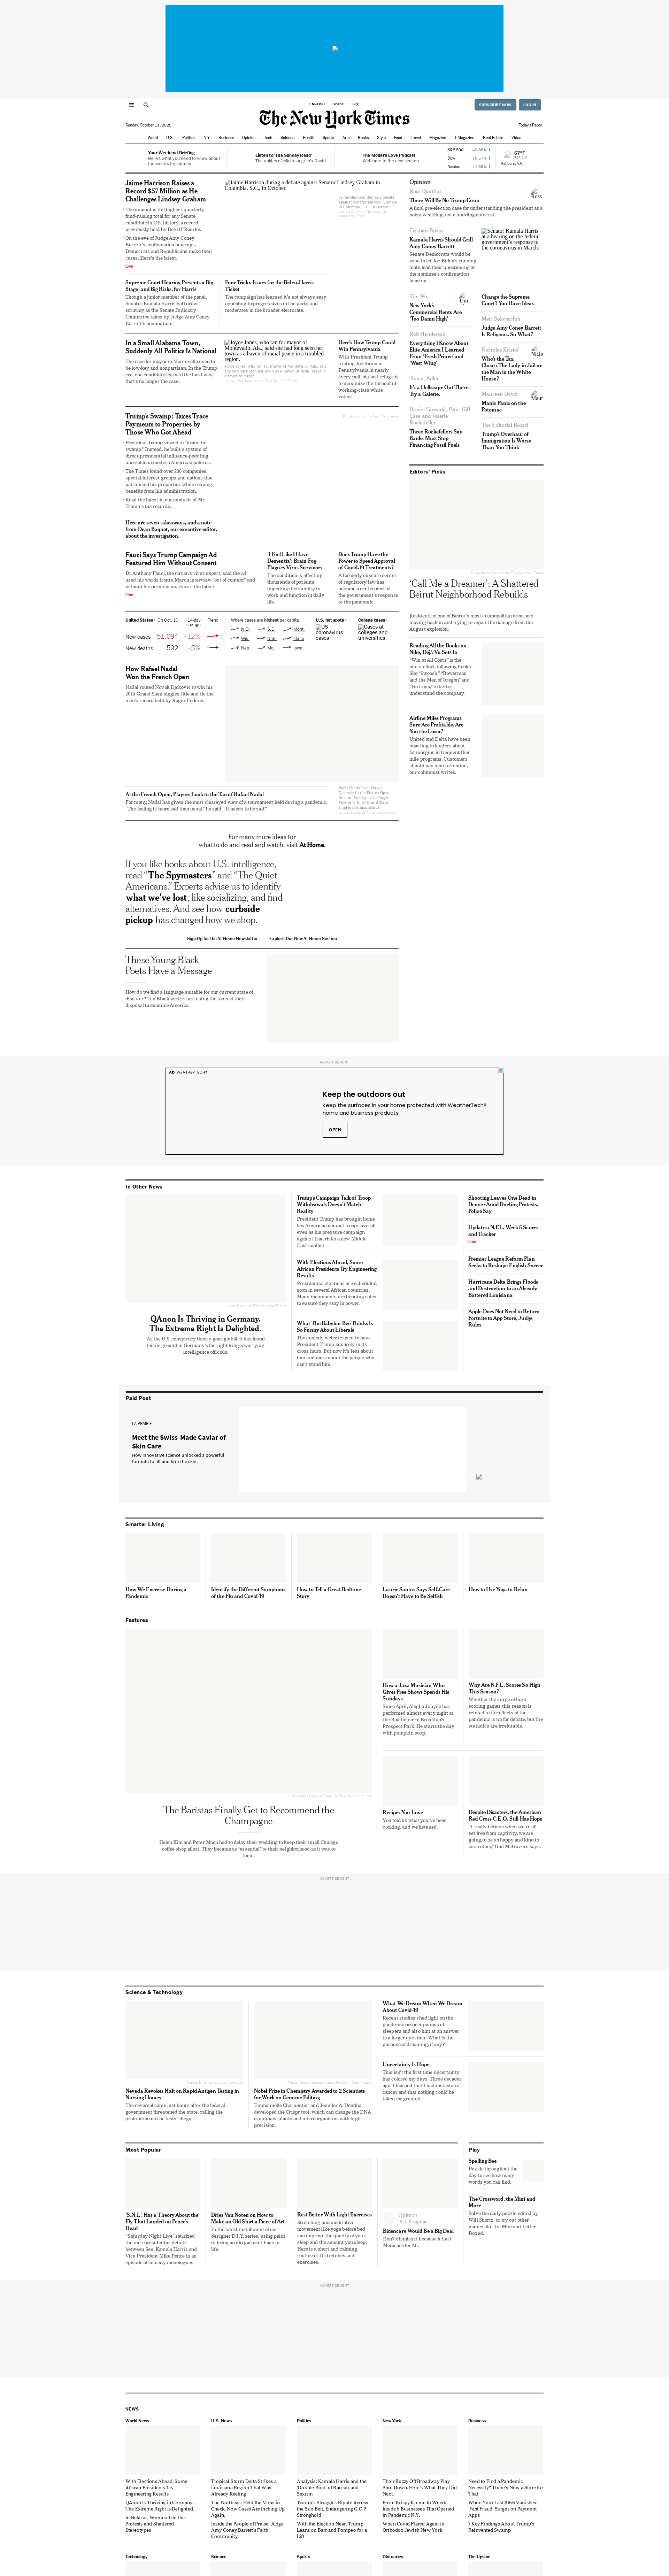 ENGLISH ESPAÑOL 中文
SUBSCRIBE NOW LOG IN
The New York Times
Sunday, October 11, 2020
Today's Paper
World U.S. Politics N.Y. Business Opinion Tech Science Health Sports Arts Books Style Food Travel Magazine T Magazine Real Estate Video
Your Weekend Briefing
Here's what you need to know about
the week's top stories.
Listen to 'The Sunday Read'
The ashes of Michelangelo's David.
The Modern Love Podcast
Welcome to the new season.
S&P 500 +0.88% ↑
Dow +0.57% ↑
Nasdaq +1.39% ↑
67°F
Ashburn, VA
Jaime Harrison Raises a
Record $57 Million as He
Challenges Lindsey Graham
The amount is the highest quarterly
fund-raising total for any Senate
candidate in U.S. history, a record
previously held by Beto O'Rourke.
On the eve of Judge Amy Coney
Barrett's confirmation hearings,
Democrats and Republicans make their
cases. Here's the latest.
Live
Jaime Harrison during a debate against Senator Lindsey Graham in
Columbia, S.C., in October.
Jaime Harrison during a debate
against Senator Lindsey Graham
in Columbia, S.C., in October.
Supreme Court Hearing Presents a Big
Stage, and Big Risks, for Harris
Though a junior member of the panel,
Senator Kamala Harris will draw
scrutiny as the Senate Judiciary
Committee takes up Judge Amy Coney
Barrett's nomination.
Four Tricky Issues for the Biden-Harris
Ticket
The campaign has learned it's not always easy
appealing to progressives in the party and
moderates in the broader electorate.
In a Small Alabama Town,
Suddenly All Politics Is National
The race for mayor in Montevallo used to
be low-key and nonpartisan. In the Trump
era, one candidate learned the hard way
that's no longer the case.
Joyce Jones, who ran for mayor of
Montevallo, Ala., said she had long seen her
town as a haven of racial peace in a troubled
region.
Joyce Jones, who ran for mayor of Montevallo, Ala., said
she had long seen her town as a haven of racial peace in
a troubled region.
Here's How Trump Could
Win Pennsylvania
With President Trump
trailing Joe Biden in
Pennsylvania in nearly
every poll, his last refuge is
to maximize the turnout of
working-class white
voters.
Trump's Swamp: Taxes Trace
Payments to Properties by
Those Who Got Ahead
President Trump vowed to "drain the
swamp." Instead, he built a system of
direct presidential influence-peddling
unrivaled in modern American politics.
The Times found over 200 companies,
special-interest groups and nations that
patronized his properties while reaping
benefits from his administration.
Read the latest in our analysis of Mr.
Trump's tax records.
Here are seven takeaways, and a note
from Dean Baquet, our executive editor,
about the investigation.
Fauci Says Trump Campaign Ad
Featured Him Without Consent
Dr. Anthony Fauci, the nation's virus expert, said the ad
used his words from a March interview "out of context" and
without his permission. Here's the latest.
Live
'I Feel Like I Have
Dementia': Brain Fog
Plagues Virus Survivors
The condition is affecting
thousands of patients,
impeding their ability to
work and function in daily
life.
Does Trump Have the
Power to Speed Approval
of Covid-19 Treatments?
A formerly obscure corner
of regulatory law has
become a centerpiece of
the government's response
to the pandemic.
United States › On Oct. 10 14-day change Trend
New cases 51,094 +12%
New deaths 592 –5%
Where cases are highest per capita
N.D. S.D. Mont.
Wis. Utah Idaho
Neb. Mo. Iowa
U.S. hot spots ›
US
coronavirus
cases
College cases ›
Cases at
colleges and
universities
How Rafael Nadal
Won the French Open
Nadal routed Novak Djokovic to win his
20th Grand Slam singles title and tie the
men's record held by Roger Federer.
At the French Open, Players Look to the Tao of Rafael Nadal
For many, Nadal has given the most conveyed view of a tournament held during a pandemic.
"The feeling is more sad than usual," he said. "It needs to be sad."
For many more ideas for
what to do and read and watch, visit At Home.
If you like books about U.S. intelligence,
read "The Spymasters" and "The Quiet
Americans." Experts advise us to identify
what we've lost, like socializing, and find
alternatives. And see how curbside
pickup has changed how we shop.
Sign Up for the At Home Newsletter Explore Our New At Home Section
These Young Black
Poets Have a Message
How do we find a language suitable for our current state of
disaster? Ten Black writers are using the tools at their
disposal to examine America.
Opinion
Ross Douthat
There Will Be No Trump Coup
A final pre-election case for understanding the president as a
noisy weakling, not a budding autocrat.
Cristian Farias
Kamala Harris Should Grill
Amy Coney Barrett
Senate Democrats would be
wise to let Joe Biden's running
mate lead their questioning at
the nominee's confirmation
hearing.
Senator Kamala Harris
at a hearing on the federal
government's response to
the coronavirus in March.
Tim Wu
New York's
Commercial Rents Are
'Too Damn High'
Change the Supreme
Court? You Have Ideas
Rob Henderson
Everything I Know About
Elite America I Learned
From 'Fresh Prince' and
'West Wing'
Meir Soloveichik
Judge Amy Coney Barrett
Is Religious. So What?
Nicholas Kristof
Who's the Tax
Cheat: The Lady in Jail or
the Man in the White
House?
Tamar Adler
It's a Hellscape Out There.
Try a Galette.
Maureen Dowd
Manic Panic on the
Potomac
Daniel Growald, Peter Gill
Case and Valerie
Rockefeller
Three Rockefellers Say
Banks Must Stop
Financing Fossil Fuels
The Editorial Board
Trump's Overhaul of
Immigration Is Worse
Than You Think
Editors' Picks
'Call Me a Dreamer': A Shattered
Beirut Neighborhood Rebuilds
Residents of one of Beirut's most cosmopolitan areas are
moving back in and trying to repair the damage from the
August explosion.
Reading All the Books on
Nike, Déjà Vu Sets In
"Win at All Costs" is the
latest effort, following books
like "Swoosh," "Bowerman
and the Men of Oregon" and
"No Logo," to better
understand the company.
Airline Miles Programs
Sure Are Profitable. Are
You the Loser?
United and Delta have been
boasting to lenders about
fat margins in frequent-flier
mile programs. Customers
should pay more attention,
our columnist writes.
ADVERTISEMENT
AD WEATHERTECH®
Keep the outdoors out
Keep the surfaces in your home protected with WeatherTech®
home and business products
OPEN
In Other News
QAnon Is Thriving in Germany.
The Extreme Right Is Delighted.
As the U.S. conspiracy theory goes global, it has found
fertile ground in Germany's far right fringe, worrying
intelligence officials.
Trump's Campaign Talk of Troop
Withdrawals Doesn't Match
Reality
President Trump has brought home
few American combat troops overall
even as his pressure campaign
against Iran risks a new Middle
East conflict.
With Elections Ahead, Some
African Presidents Try Engineering
Results
Presidential elections are scheduled
soon in several African countries.
Many incumbents are bending rules
to ensure they stay in power.
What The Babylon Bee Thinks Is
So Funny About Liberals
The comedy website used to have
President Trump squarely in its
cross hairs. But now it's less about
him and more about the people who
can't stand him.
Shooting Leaves One Dead in
Denver Amid Dueling Protests,
Police Say
Updates: N.F.L. Week 5 Scores
and Tracker
Live
Premier League Reform Plan
Seeks to Reshape English Soccer
Hurricane Delta Brings Floods
and Destruction to an Already
Battered Louisiana
Apple Does Not Need to Return
Fortnite to App Store, Judge
Rules
Paid Post
LA PRAIRIE
Meet the Swiss-Made Caviar of
Skin Care
How innovative science unlocked a powerful
formula to lift and firm the skin.
Smarter Living
How We Exercise During a
Pandemic
Identify the Different Symptoms
of the Flu and Covid-19
How to Tell a Great Bedtime
Story
Laurie Santos Says Self-Care
Doesn't Have to Be Selfish
How to Use Yoga to Relax
Features
The Baristas Finally Get to Recommend the
Champagne
Helen Kim and Peter Moon had to delay their wedding to keep their small Chicago
coffee shop afloat. They became as "essential" to their neighborhood as it was to
them.
How a Jazz Musician Who
Gives Free Shows Spends His
Sundays
Since April, Alegba Jahyile has
performed almost every night at
the Boathouse in Brooklyn's
Prospect Park. He starts the day
with pumpkin soup.
Why Are N.F.L. Scores So High
This Season?
Whether the surge of high-
scoring games this season is
related to the effects of the
pandemic is up for debate, but the
statistics are irrefutable.
Recipes You Love
You told us what you've been
cooking, and we listened.
Despite Disasters, the American
Red Cross C.E.O. Still Has Hope
"I really believe when we're all
set free from captivity, we are
going to be so happy and kind to
each other," Gail McGovern says.
ADVERTISEMENT
Science & Technology
Nevada Revokes Halt on Rapid Antigen Testing in
Nursing Homes
The reversal came just hours after the federal
government threatened the state, calling the
prohibition on the tests "illegal."
Nobel Prize in Chemistry Awarded to 2 Scientists
for Work on Genome Editing
Emmanuelle Charpentier and Jennifer A. Doudna
developed the Crispr tool, which can change the DNA
of animals, plants and microorganisms with high
precision.
What We Dream When We Dream
About Covid-19
Recent studies shed light on the
pandemic preoccupations of
sleepers and also hint at an answer
to a larger question: What is the
purpose of dreaming, if any?
Uncertainty Is Hope
This isn't the first time uncertainty
has colored my days. Three decades
ago, I learned that I had metastatic
cancer and that nothing could be
taken for granted.
Most Popular
'S.N.L.' Has a Theory About the
Fly That Landed on Pence's
Head
"Saturday Night Live" satirized
the vice-presidential debate
between Sen. Kamala Harris and
Vice President Mike Pence in an
episode of comedy monologues.
Dries Van Noten on How to
Make an Old Shirt a Piece of Art
In the latest installment of our
designer D.I.Y. series, using paint
to bring an old garment back to
life.
Rest Better With Light Exercises
Stretching and meditative
movement like yoga before bed
can improve the quality of your
sleep and the amount you sleep.
Here is a short and calming
routine of 11 stretches and
exercises.
Opinion
Paul Krugman
Bidencare Would Be a Big Deal
Don't dismiss it because it isn't
Medicare for All.
Play
Spelling Bee
Puzzle throughout the
day to see how many
words you can find.
The Crossword, the Mini and
More
Solve the daily puzzle edited by
Will Shortz, or try out other
games like the Mini and Letter
Boxed.
ADVERTISEMENT
NEWS
World News U.S. News Politics New York Business
With Elections Ahead, Some
African Presidents Try
Engineering Results
QAnon Is Thriving in Germany.
The Extreme Right Is Delighted.
In Belarus, Women Led the
Protests and Shattered
Stereotypes
Tropical Storm Delta Strikes a
Louisiana Region That Was
Already Reeling
The Northeast Held the Virus in
Check. Now Cases Are Inching Up
Again.
Inside the People of Praise, Judge
Amy Coney Barrett's Faith
Community
Analysis: Kamala Harris and the
'Double Bind' of Racism and
Sexism
Trump's Struggles Ripple Across
the Sun Belt, Endangering G.O.P.
Stronghold
With the Election Near, Trump
Leans on Barr and Pompeo for a
Lift
Their Buzzy Off Broadway Play
Shut Down. Here's What They Did
Next.
From Krispy Kreme to Weed:
Inside 5 Businesses That Opened
in Pandemic N.Y.
When Covid Flared Again in
Orthodox Jewish New York
Need to Find a Pandemic
Necessity? There's Now a Store for
That
When Your Last $166 Vanishes:
'Fast Fraud' Surges on Payment
Apps
7 Key Findings About Trump's
Reinvented Swamp
Technology Science Sports Obituaries The Upshot